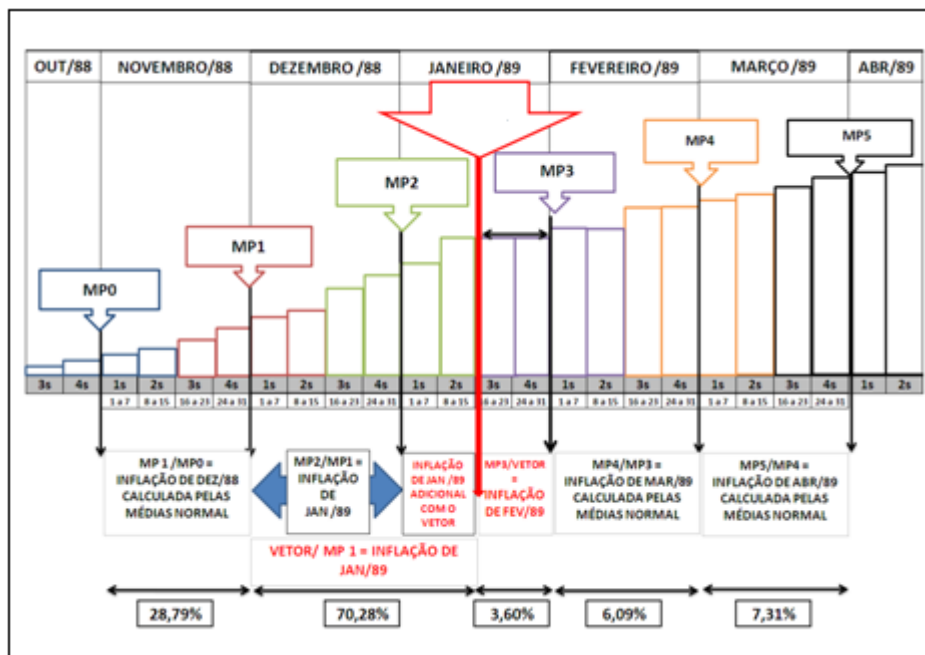 OUT/88 NOVEMBRO/88 DEZEMBRO/88 JANEIRO/89 FEVEREIRO/89 MARÇO/89 ABR/89
MP0
MP1
MP2
MP3
MP4
MP5
3s 4s 1s 2s 3s 4s 1s 2s 3s 4s 1s 2s 3s 4s 1s 2s 3s 4s 1s 2s 3s 4s 1s 2s
1 a 7 8 a 15 16 a 23 24 a 31 1 a 7 8 a 15 16 a 23 24 a 31 1 a 7 8 a 15 16 a 23 24 a 31 1 a 7 8 a 15 16 a 23 24 a 31 1 a 7 8 a 15 16 a 23 24 a 31
MP 1/MP0 =
INFLAÇÃO DE DEZ/88
CALCULADA PELAS
MÉDIAS NORMAL
MP2/MP1 =
INFLAÇÃO
DE
JAN /89
INFLAÇÃO
DE JAN /89
ADICIONAL
COM O
VETOR
MP3/VETOR
=
INFLAÇÃO
DE FEV/89
MP4/MP3 =
INFLAÇÃO DE MAR/89
CALCULADA PELAS
MÉDIAS NORMAL
MP5/MP4 =
INFLAÇÃO DE ABR/89
CALCULADA PELAS
MÉDIAS NORMAL
VETOR/ MP 1 = INFLAÇÃO DE
JAN/89
28,79% 70,28% 3,60% 6,09% 7,31%